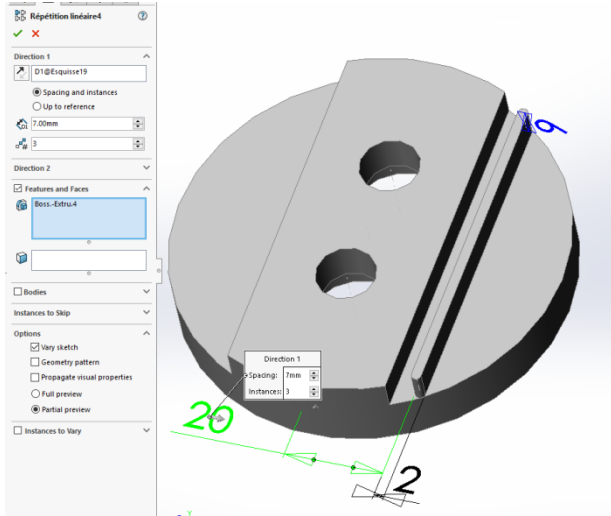 Répétition linéaire4
Direction 1
D1@Esquisse19
Spacing and instances
Up to reference
7.00mm
3
Direction 2
Features and Faces
Boss.-Extru.4
Bodies
Instances to Skip
Options
Vary sketch
Geometry pattern
Propagate visual properties
Full preview
Partial preview
Instances to Vary
9
Direction 1
Spacing: 7mm
Instances: 3
20
2
Y